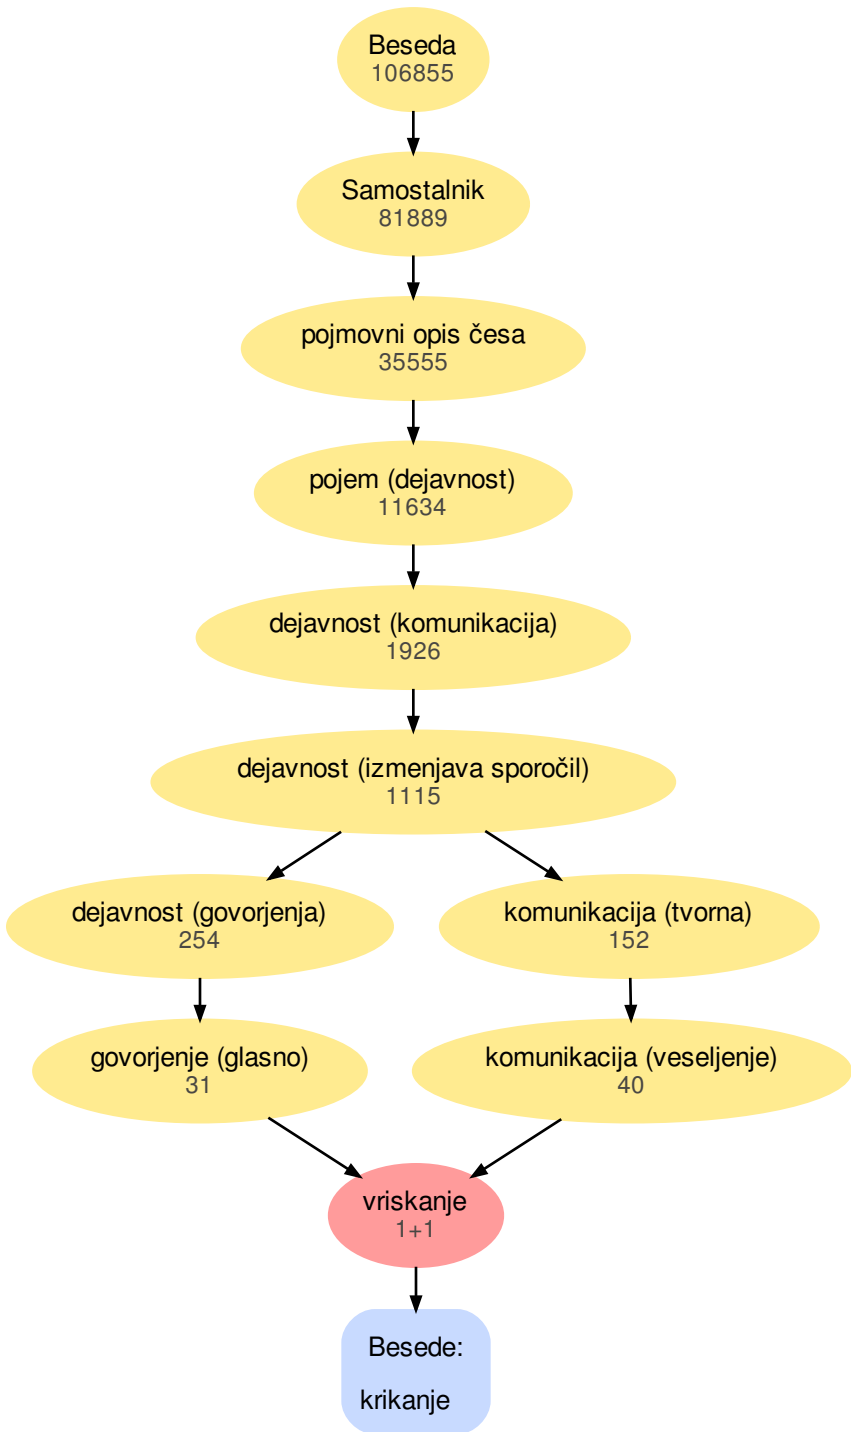 Beseda
106855
Samostalnik
81889
pojmovni opis česa
35555
pojem (dejavnost)
11634
dejavnost (komunikacija)
1926
dejavnost (izmenjava sporočil)
1115
dejavnost (govorjenja)
254
komunikacija (tvorna)
152
govorjenje (glasno)
31
komunikacija (veseljenje)
40
vriskanje
1+1
Besede:
krikanje